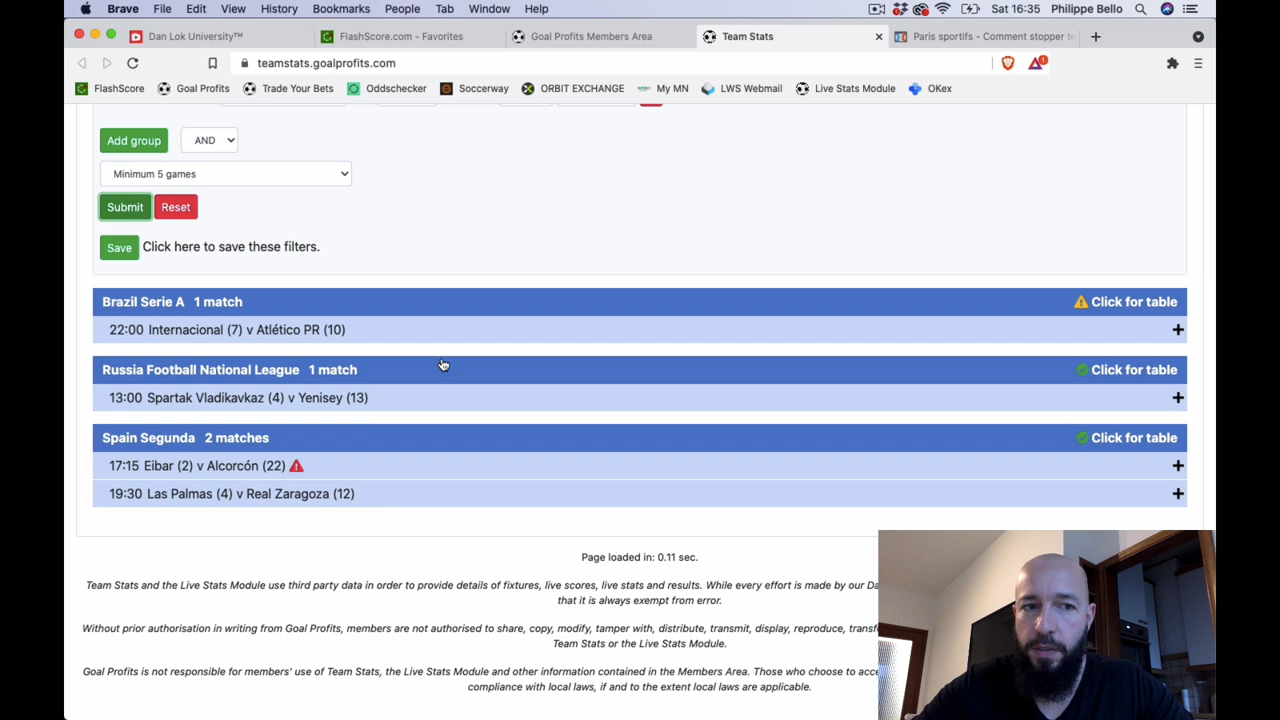 Brave File Edit View History Bookmarks People Tab Window Help Sat 16:35 Philippe Bello
Dan Lok University™ FlashScore.com - Favorites Goal Profits Members Area Team Stats Paris sportifs - Comment stopper
teamstats.goalprofits.com
FlashScore Goal Profits Trade Your Bets Oddschecker Soccerway ORBIT EXCHANGE My MN LWS Webmail Live Stats Module OKex
Add group AND
Minimum 5 games
Submit Reset
Save Click here to save these filters.
Brazil Serie A 1 match Click for table
22:00 Internacional (7) v Atlético PR (10)
Russia Football National League 1 match Click for table
13:00 Spartak Vladikavkaz (4) v Yenisey (13)
Spain Segunda 2 matches Click for table
17:15 Eibar (2) v Alcorcón (22)
19:30 Las Palmas (4) v Real Zaragoza (12)
Page loaded in: 0.11 sec.
Team Stats and the Live Stats Module use third party data in order to provide details of fixtures, live scores, live stats and results. While every effort is made by our
that it is always exempt from error.
Without prior authorisation in writing from Goal Profits, members are not authorised to share, copy, modify, tamper with, distribute, transmit, display, reproduce,
Team Stats or the Live Stats Module.
Goal Profits is not responsible for members' use of Team Stats, the Live Stats Module and other information contained in the Members Area. Those who choose to
compliance with local laws, if and to the extent local laws are applicable.